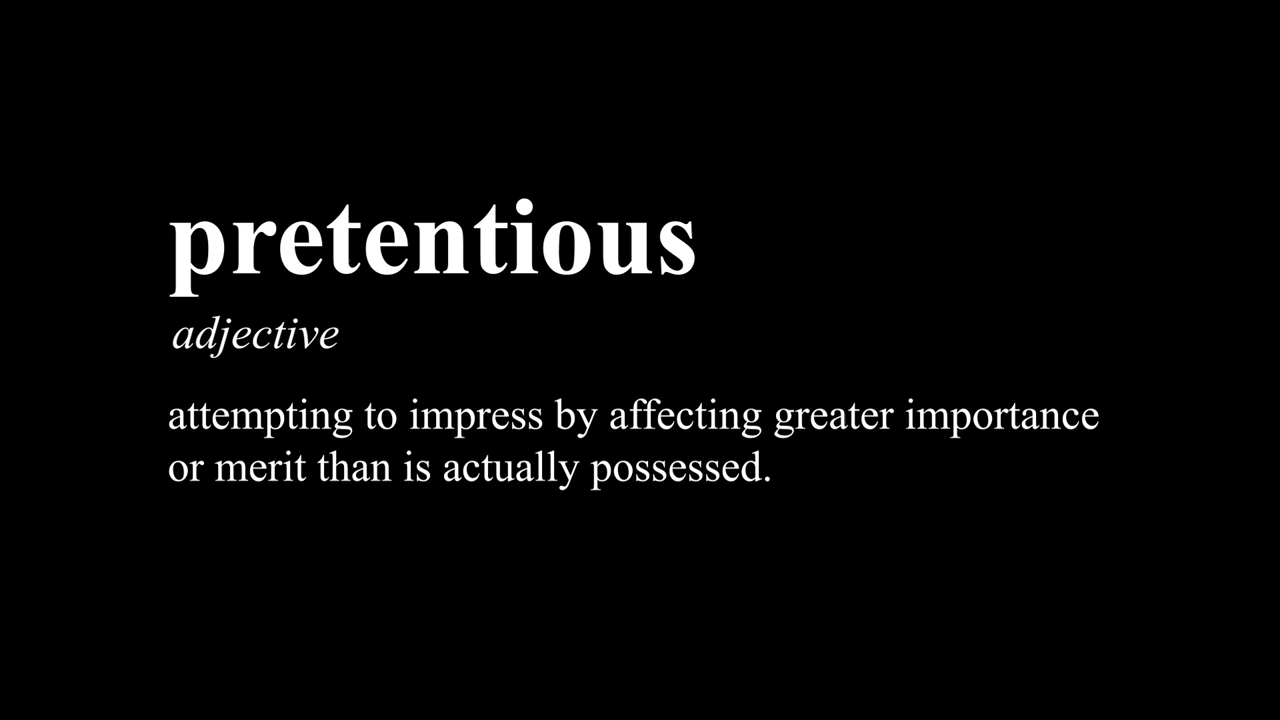 pretentious
adjective
attempting to impress by affecting greater importance
or merit than is actually possessed.